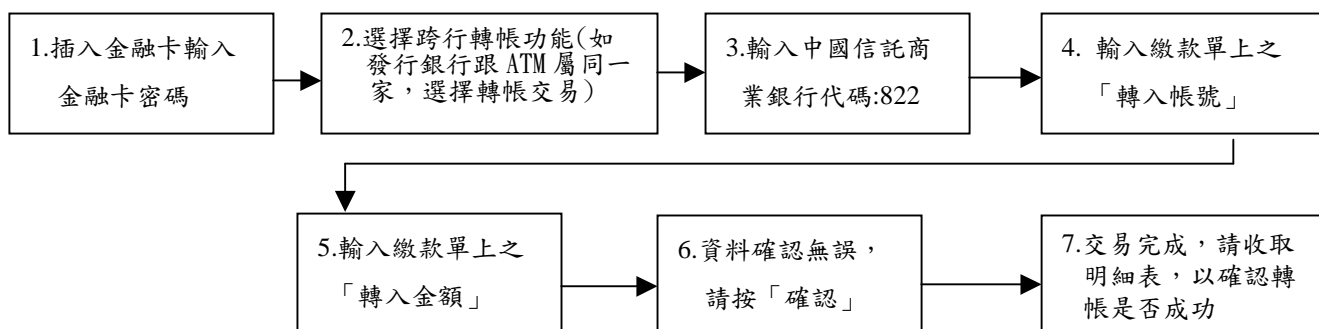 1.插入金融卡輸入
金融卡密碼
2.選擇跨行轉帳功能(如
發行銀行跟 ATM 屬同一
家，選擇轉帳交易)
3.輸入中國信託商
業銀行代碼:822
4. 輸入繳款單上之
「轉入帳號」
5.輸入繳款單上之
「轉入金額」
6.資料確認無誤，
請按「確認」
7.交易完成，請收取
明細表，以確認轉
帳是否成功